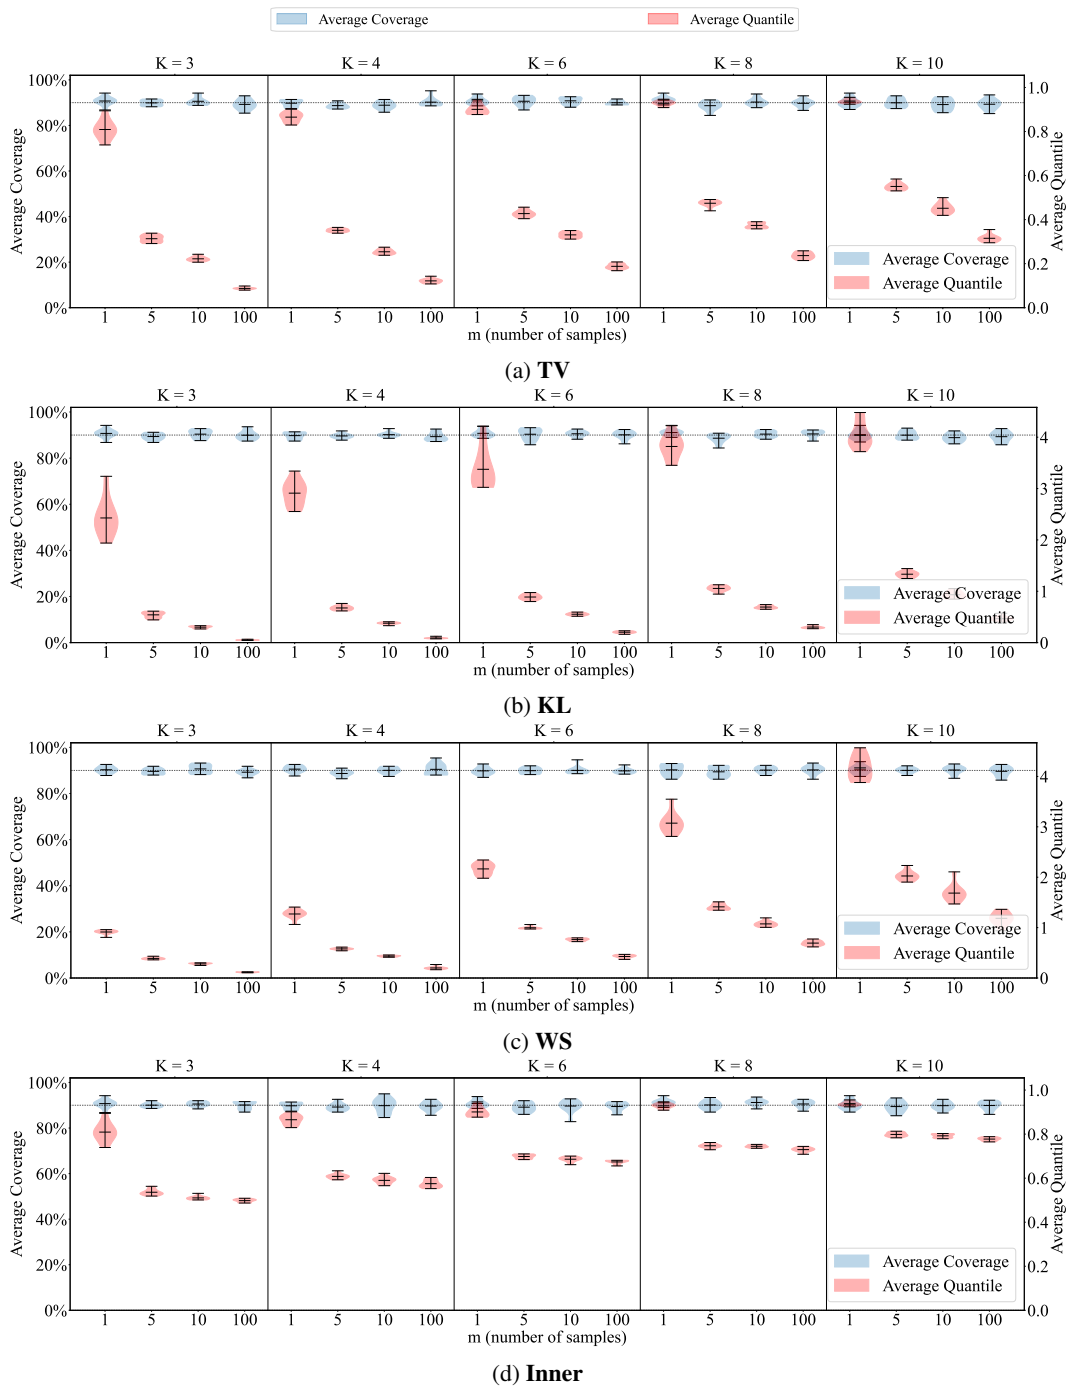 Average Coverage Average Quantile
K = 3 K = 4 K = 6 K = 8 K = 10
100% 80% 60% 40% 20% 0%
Average Coverage
1.0 0.8 0.6 0.4 0.2 0.0
Average Quantile
Average Coverage
Average Quantile
1 5 10 100 1 5 10 100 1 5 10 100 1 5 10 100 1 5 10 100
m (number of samples)
(a) TV
K = 3 K = 4 K = 6 K = 8 K = 10
100% 80% 60% 40% 20% 0%
Average Coverage
4 3 2 1 0
Average Quantile
Average Coverage
Average Quantile
1 5 10 100 1 5 10 100 1 5 10 100 1 5 10 100 1 5 10 100
m (number of samples)
(b) KL
K = 3 K = 4 K = 6 K = 8 K = 10
100% 80% 60% 40% 20% 0%
Average Coverage
4 3 2 1 0
Average Quantile
Average Coverage
Average Quantile
1 5 10 100 1 5 10 100 1 5 10 100 1 5 10 100 1 5 10 100
m (number of samples)
(c) WS
K = 3 K = 4 K = 6 K = 8 K = 10
100% 80% 60% 40% 20% 0%
Average Coverage
1.0 0.8 0.6 0.4 0.2 0.0
Average Quantile
Average Coverage
Average Quantile
1 5 10 100 1 5 10 100 1 5 10 100 1 5 10 100 1 5 10 100
m (number of samples)
(d) Inner